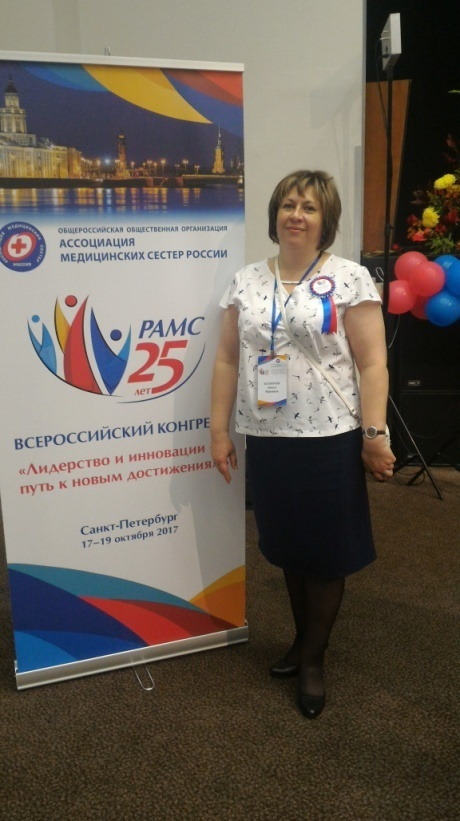 ОБЩЕРОССИЙСКАЯ ОБЩЕСТВЕННАЯ ОРГАНИЗАЦИЯ
АССОЦИАЦИЯ
МЕДИЦИНСКИХ СЕСТЕР РОССИИ
РАМС
25
лет
ВСЕРОССИЙСКИЙ КОНГРЕ
«Лидерство и инновации
путь к новым достижения
Санкт-Петербург
17–19 октября 2017